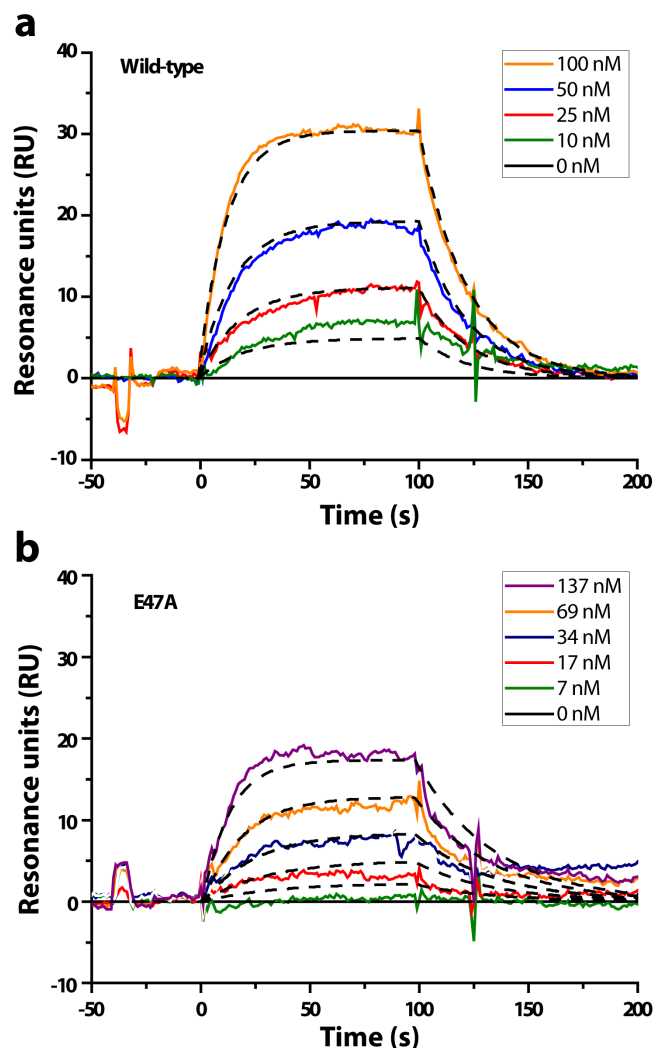 a
Wild-type
100 nM
50 nM
25 nM
10 nM
0 nM
40
30
20
10
0
-10
Resonance units (RU)
-50
0
50
100
150
200
Time (s)
b
E47A
137 nM
69 nM
34 nM
17 nM
7 nM
0 nM
40
30
20
10
0
-10
Resonance units (RU)
-50
0
50
100
150
200
Time (s)